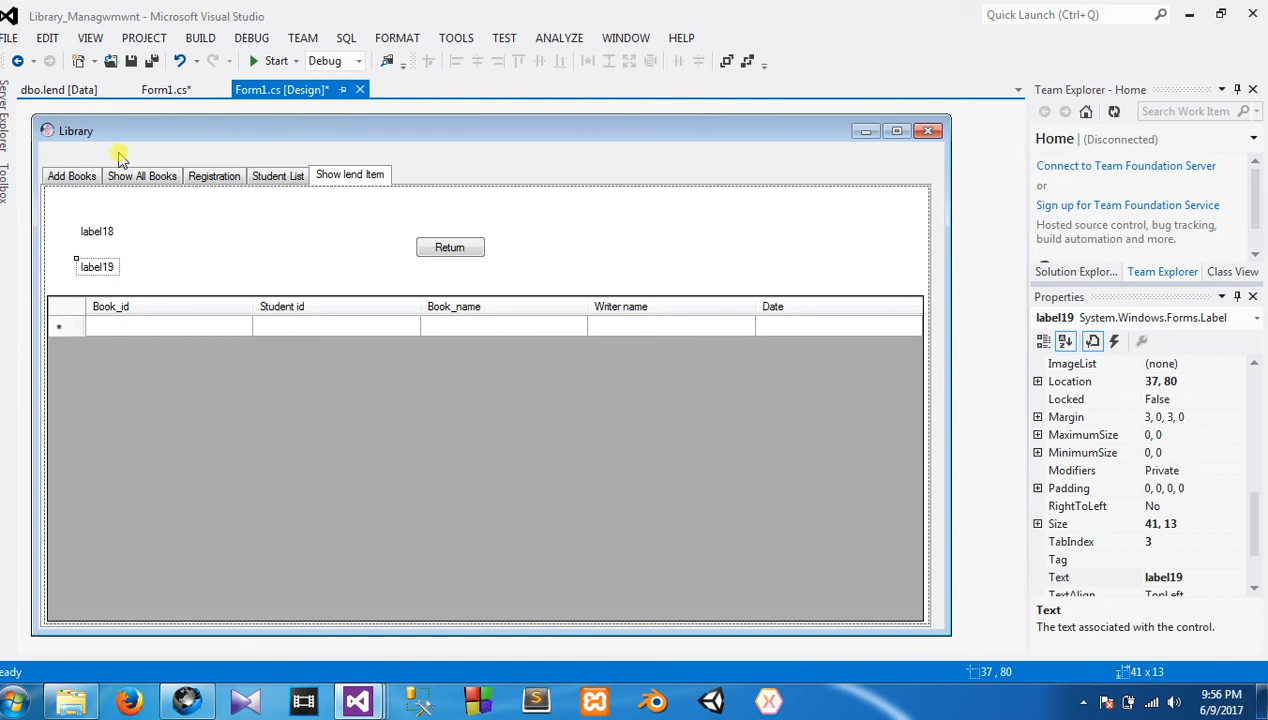 Library_Managwmwnt - Microsoft Visual Studio
Quick Launch (Ctrl+Q)
FILE EDIT VIEW PROJECT BUILD DEBUG TEAM SQL FORMAT TOOLS TEST ANALYZE WINDOW HELP
Start Debug
Server Explorer
Toolbox
dbo.lend [Data] Form1.cs* Form1.cs [Design]*
Library
Add Books Show All Books Registration Student List Show lend Item
label18
Return
label19
Book_id Student id Book_name Writer name Date
*
Team Explorer - Home
Search Work Item
Home | (Disconnected)
Connect to Team Foundation Server
or
Sign up for Team Foundation Service
Hosted source control, bug tracking,
build automation and more.
Solution Explor... Team Explorer Class View
Properties
label19 System.Windows.Forms.Label
ImageList (none)
Location 37, 80
Locked False
Margin 3, 0, 3, 0
MaximumSize 0, 0
MinimumSize 0, 0
Modifiers Private
Padding 0, 0, 0, 0
RightToLeft No
Size 41, 13
TabIndex 3
Tag
Text label19
TextAlign TopLeft
Text
The text associated with the control.
eady
37 , 80
41 x 13
9:56 PM
6/9/2017